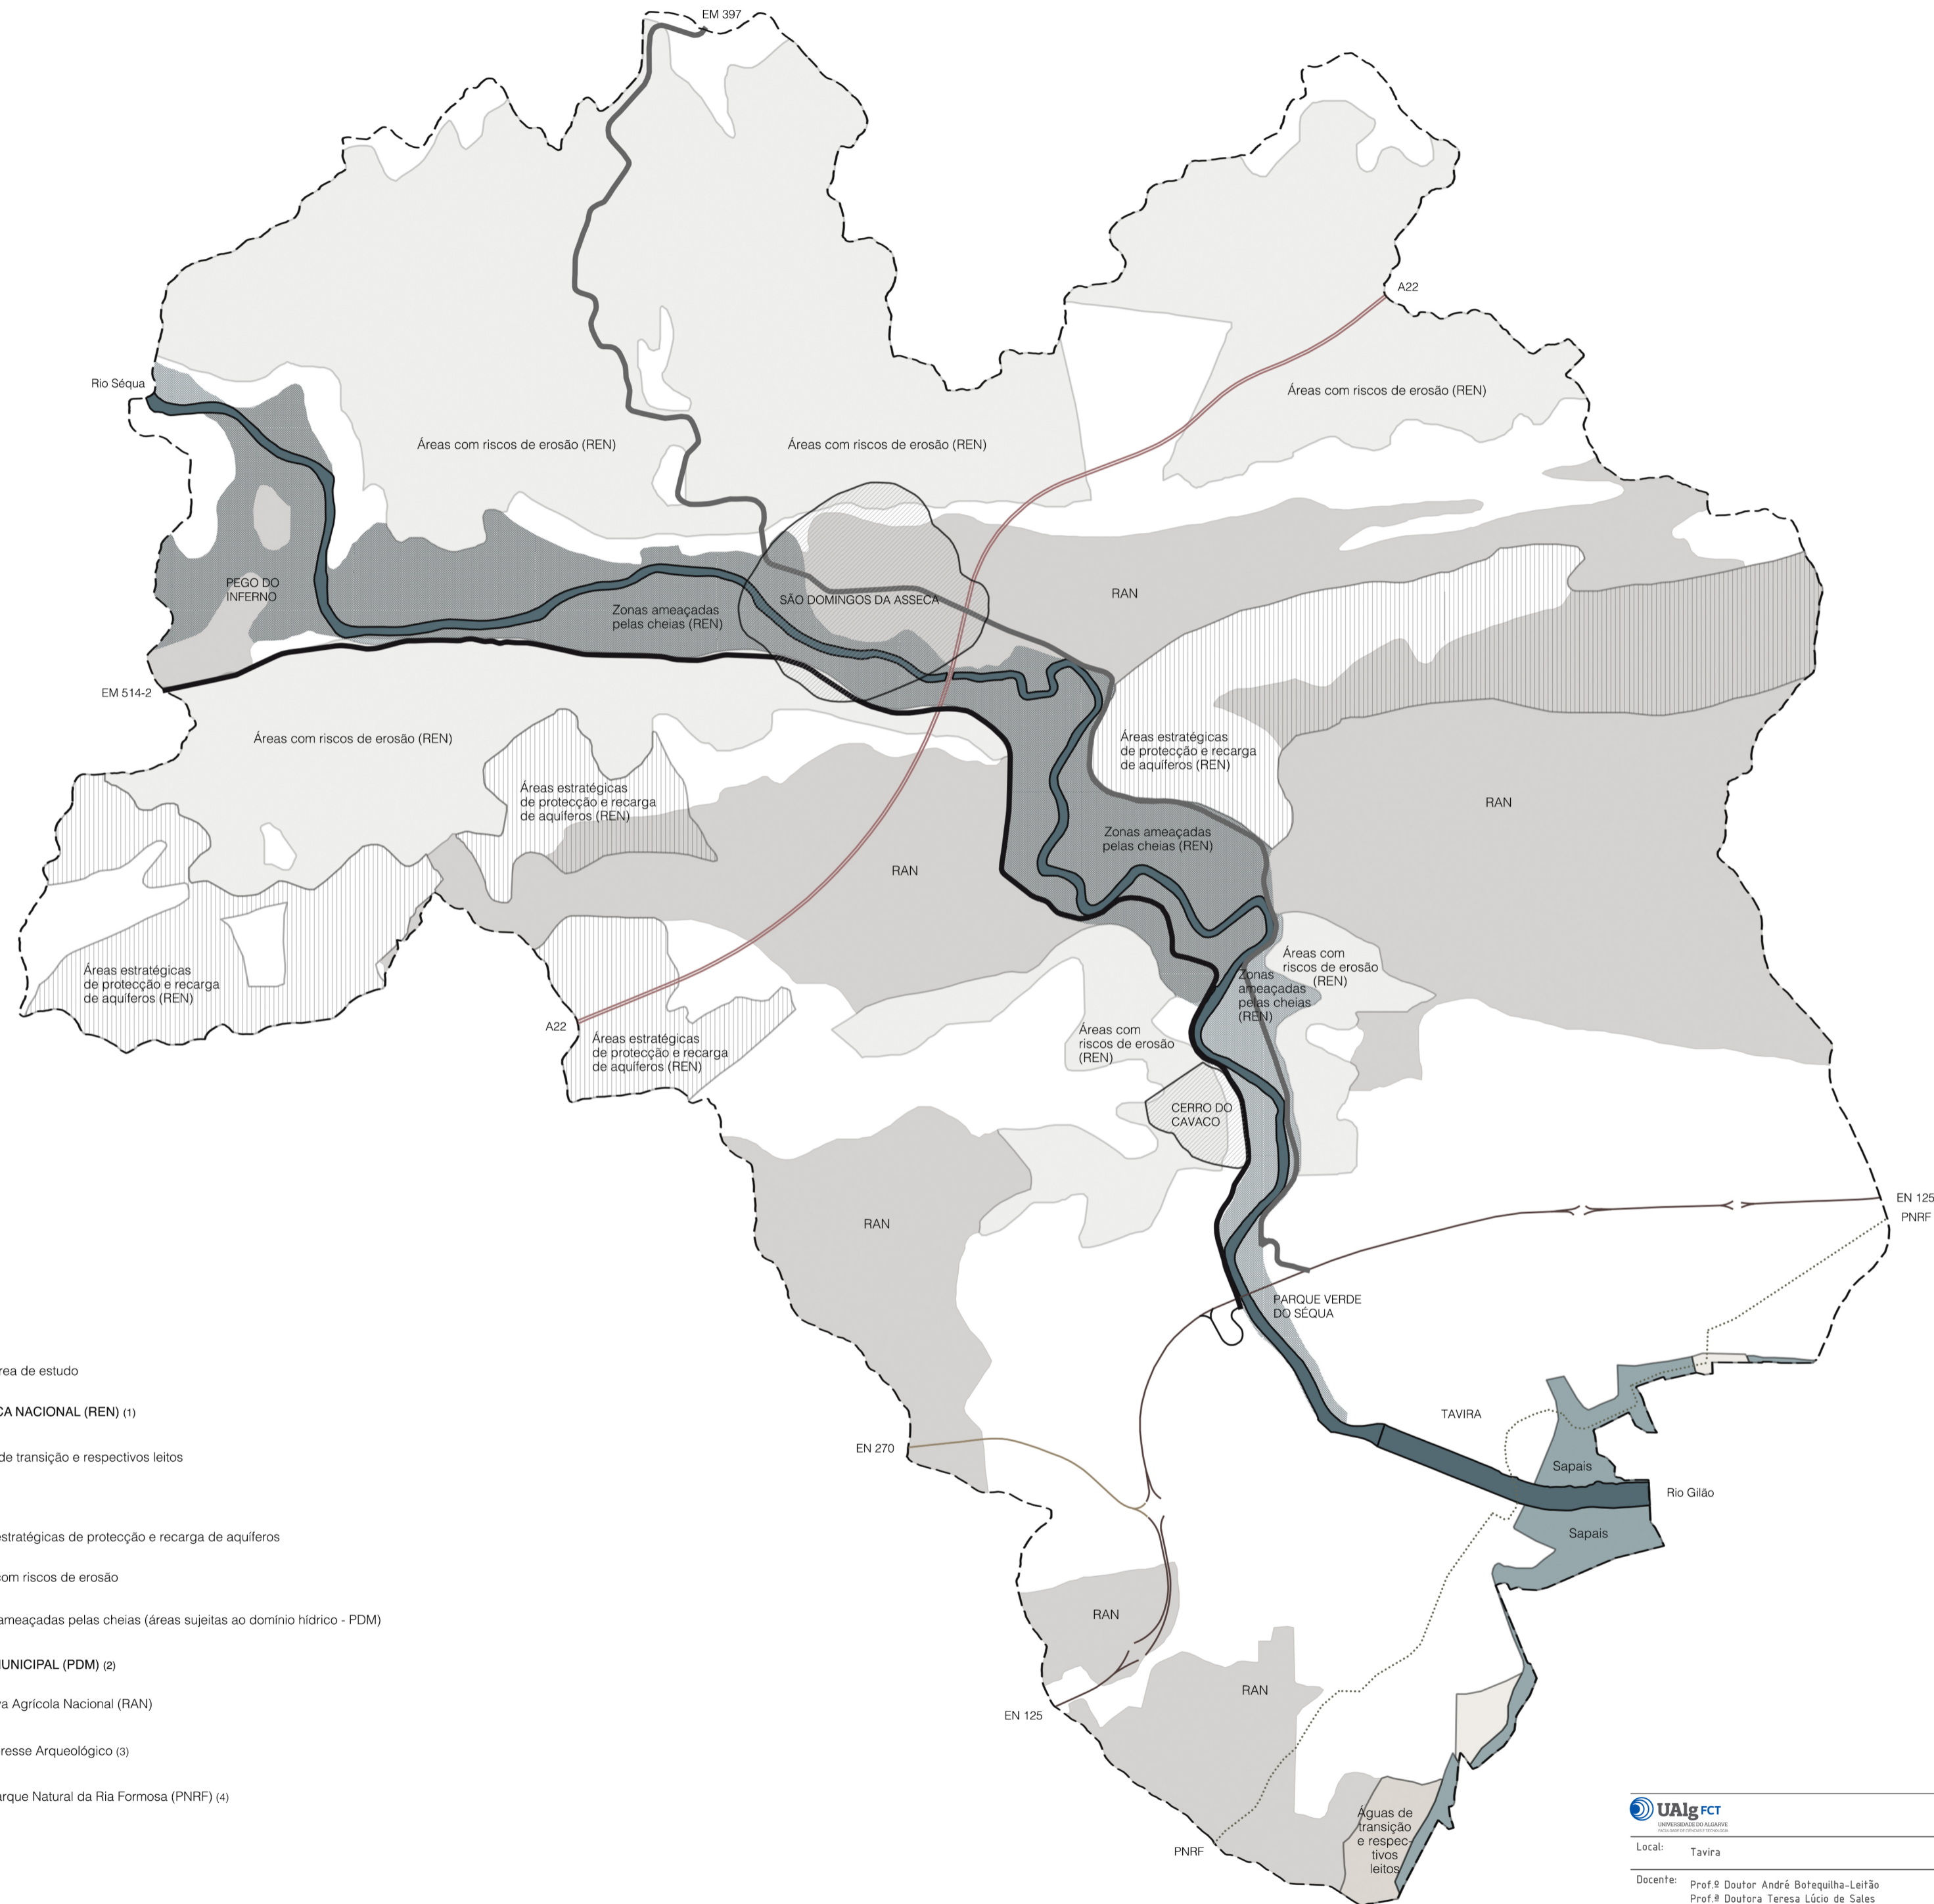 EM 397
A22
Rio Séqua
Áreas com riscos de erosão (REN)
Áreas com riscos de erosão (REN)
Áreas com riscos de erosão (REN)
PEGO DO
INFERNO
Zonas ameaçadas
pelas cheias (REN)
SÃO DOMINGOS DA ASSECA
RAN
EM 514-2
Áreas com riscos de erosão (REN)
Áreas estratégicas
de protecção e recarga
de aquíferos (REN)
Áreas estratégicas
de protecção e recarga
de aquíferos (REN)
RAN
Zonas ameaçadas
pelas cheias (REN)
RAN
Áreas estratégicas
de protecção e recarga
de aquíferos (REN)
Áreas com
riscos de erosão
(REN)
Zonas
ameaçadas
pelas cheias
(REN)
A22
Áreas estratégicas
de protecção e recarga
de aquíferos (REN)
Áreas com
riscos de erosão
(REN)
CERRO DO
CAVACO
EN 125
PNRF
RAN
PARQUE VERDE
DO SÉQUA
TAVIRA
EN 270
Sapais
Rio Gilão
Sapais
RAN
RAN
EN 125
PNRF
Águas de
transição
e respec-
tivos
leitos
rea de estudo
CA NACIONAL (REN) (1)
de transição e respectivos leitos
estratégicas de protecção e recarga de aquíferos
com riscos de erosão
ameaçadas pelas cheias (áreas sujeitas ao domínio hídrico - PDM)
MUNICIPAL (PDM) (2)
va Agrícola Nacional (RAN)
resse Arqueológico (3)
arque Natural da Ria Formosa (PNRF) (4)
UAlg FCT
UNIVERSIDADE DO ALGARVE
FACULDADE DE CIÊNCIAS E TECNOLOGIA
Local: Tavira
Docente: Prof.º Doutor André Botequilha-Leitão
Prof.ª Doutora Teresa Lúcio de Sales